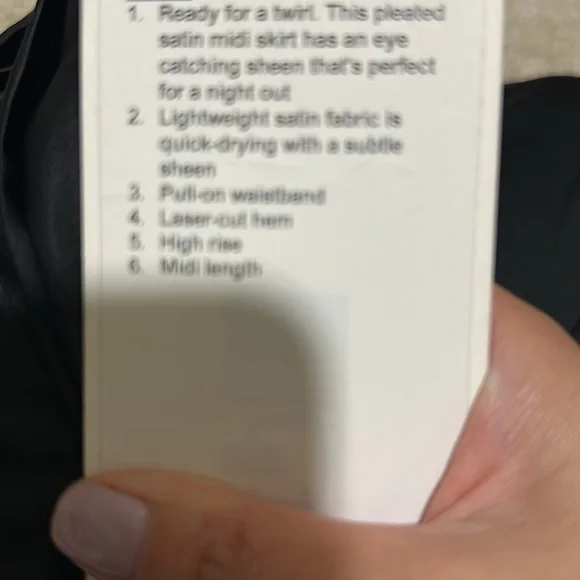 1. Ready for a twirl. This pleated
satin midi skirt has an eye
catching sheen that's perfect
for a night out
2. Lightweight satin fabric is
quick-drying with a subtle
sheen
3. Pull-on waistband
4. Laser-cut hem
5. High rise
6. Midi length